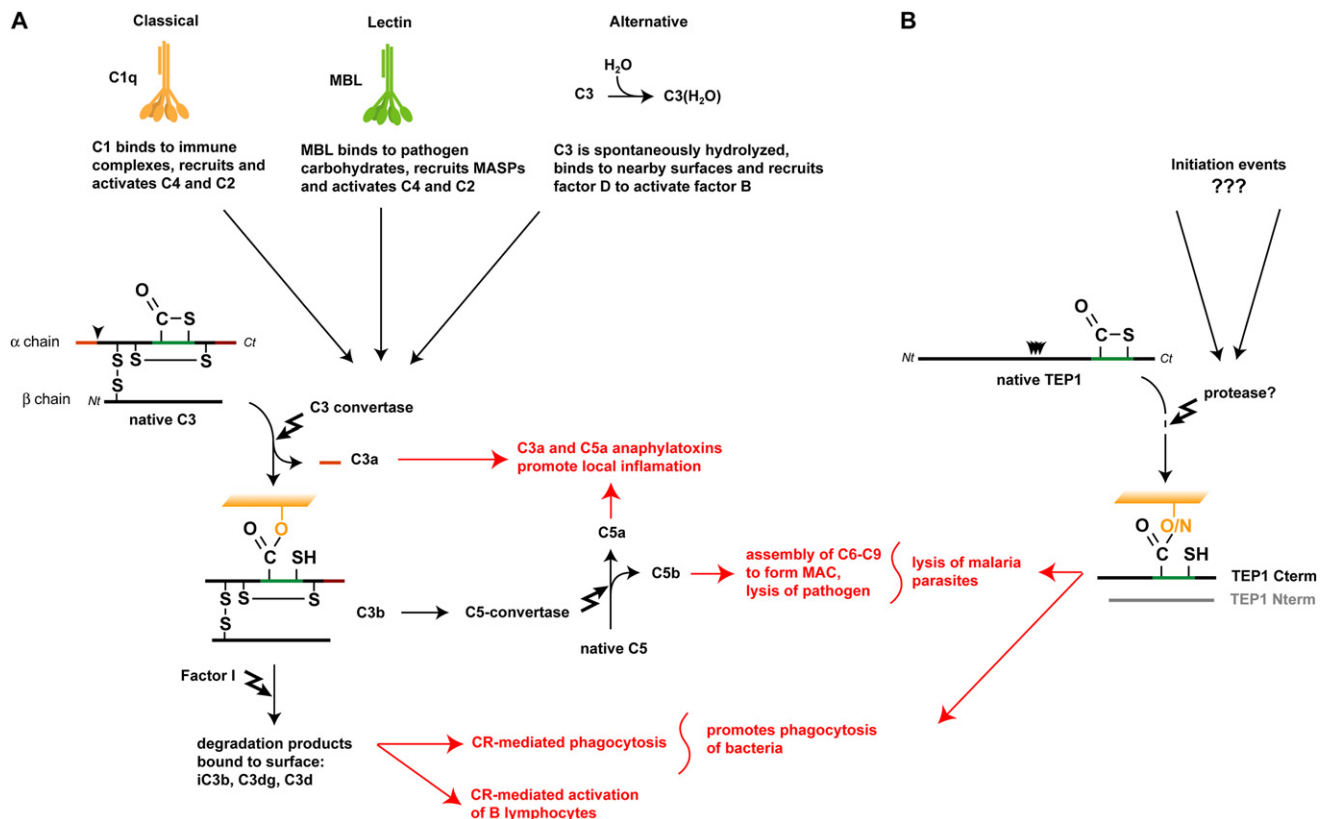 A
Classical
Lectin
Alternative
B
C1q
MBL
H₂O
C3
C3(H₂O)
C1 binds to immune
complexes, recruits and
activates C4 and C2
MBL binds to pathogen
carbohydrates, recruits MASPs
and activates C4 and C2
C3 is spontaneously hydrolyzed,
binds to nearby surfaces and recruits
factor D to activate factor B
Initiation events
???
O
C
S
α chain
Ct
S
S
S
S
β chain
Nt
native C3
O
C
S
Nt
Ct
native TEP1
protease?
C3 convertase
C3a
C3a and C5a anaphylatoxins
promote local inflamation
O
O
C
SH
S
S
S
S
C3b
C5-convertase
C5a
C5b
native C5
assembly of C6-C9
to form MAC,
lysis of pathogen
lysis of malaria
parasites
O
O/N
C
SH
TEP1 Cterm
TEP1 Nterm
Factor I
degradation products
bound to surface:
iC3b, C3dg, C3d
CR-mediated phagocytosis
promotes phagocytosis
of bacteria
CR-mediated activation
of B lymphocytes